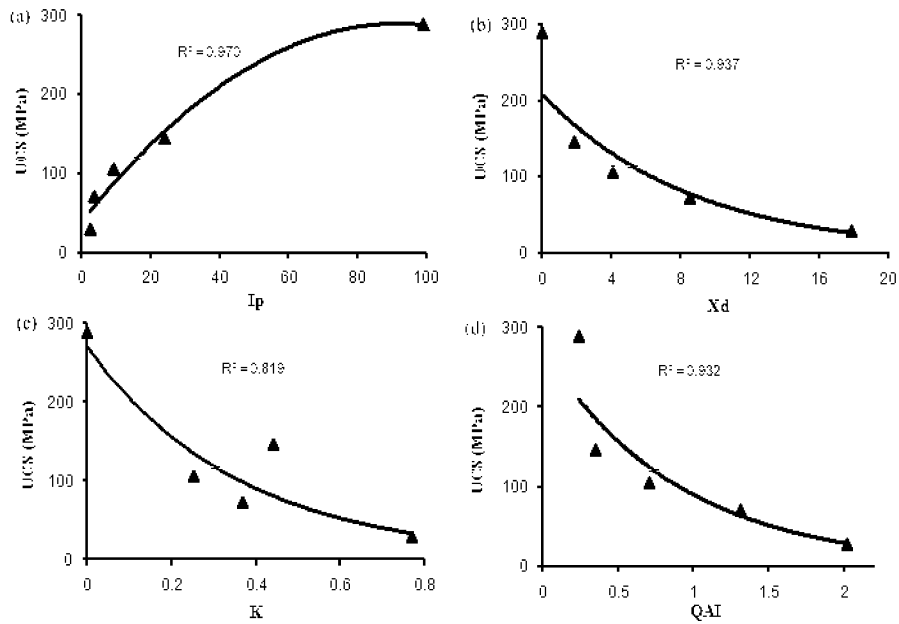 (a)
300
200
100
0
UCS (MPa)
R² = 0.970
0 20 40 60 80 100
Ip
(b)
300
200
100
0
UCS (MPa)
R² = 0.937
0 4 8 12 16 20
Xd
(c)
300
200
100
0
UCS (MPa)
R² = 0.819
0 0.2 0.4 0.6 0.8
K
(d)
300
200
100
0
UCS (MPa)
R² = 0.932
0 0.5 1 1.5 2
QAI